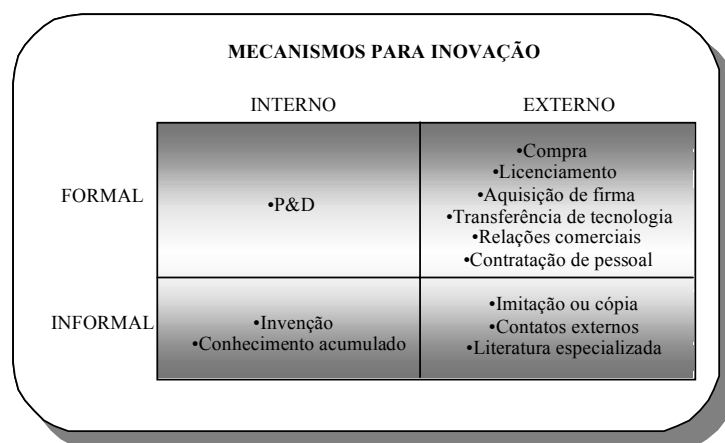 MECANISMOS PARA INOVAÇÃO
INTERNO
EXTERNO
FORMAL
•P&D
•Compra
•Licenciamento
•Aquisição de firma
•Transferência de tecnologia
•Relações comerciais
•Contratação de pessoal
INFORMAL
•Invenção
•Conhecimento acumulado
•Imitação ou cópia
•Contatos externos
•Literatura especializada